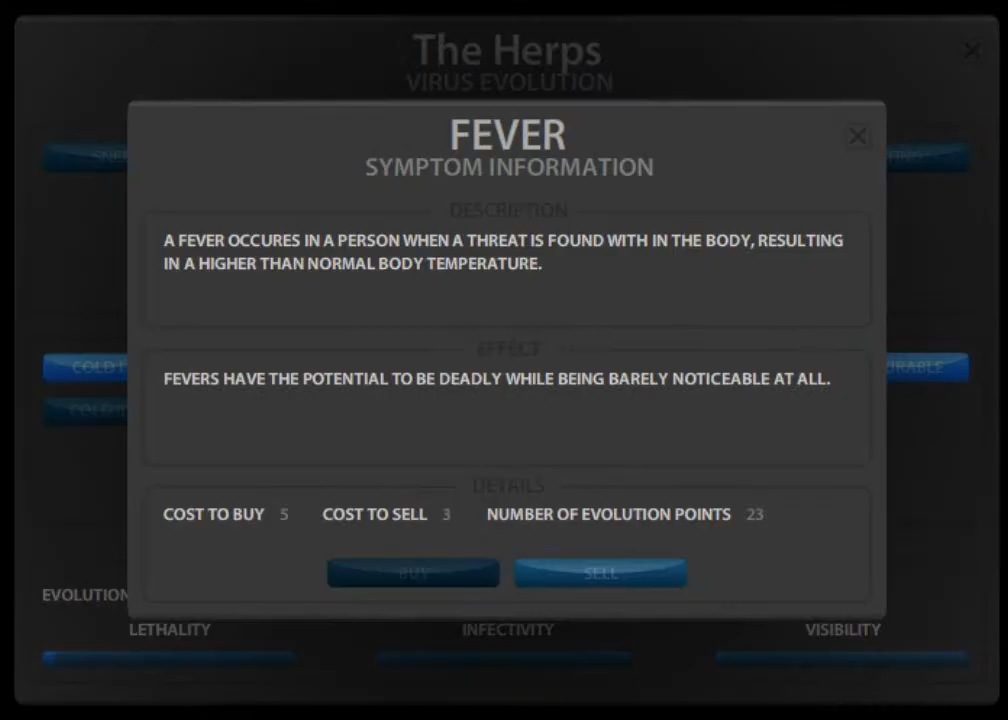 The Herps
VIRUS EVOLUTION
FEVER
SYMPTOM INFORMATION
DESCRIPTION
A FEVER OCCURES IN A PERSON WHEN A THREAT IS FOUND WITH IN THE BODY, RESULTING
IN A HIGHER THAN NORMAL BODY TEMPERATURE.
COLD
EFFECT
FEVERS HAVE THE POTENTIAL TO BE DEADLY WHILE BEING BARELY NOTICEABLE AT ALL.
COLD
DETAILS
COST TO BUY 5 COST TO SELL 3 NUMBER OF EVOLUTION POINTS 23
BUY SELL
EVOLUTION
LETHALITY INFECTIVITY VISIBILITY